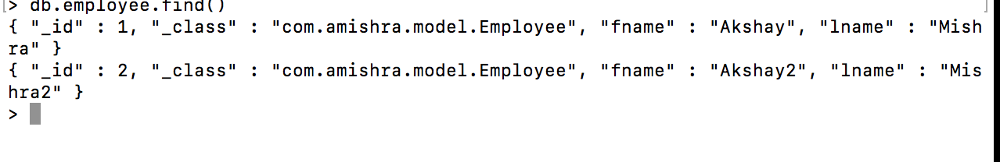 [> db.employee.find() ]
{ "_id" : 1, "_class" : "com.amishra.model.Employee", "fname" : "Akshay", "lname" : "Mish
ra" }
{ "_id" : 2, "_class" : "com.amishra.model.Employee", "fname" : "Akshay2", "lname" : "Mis
hra2" }
>